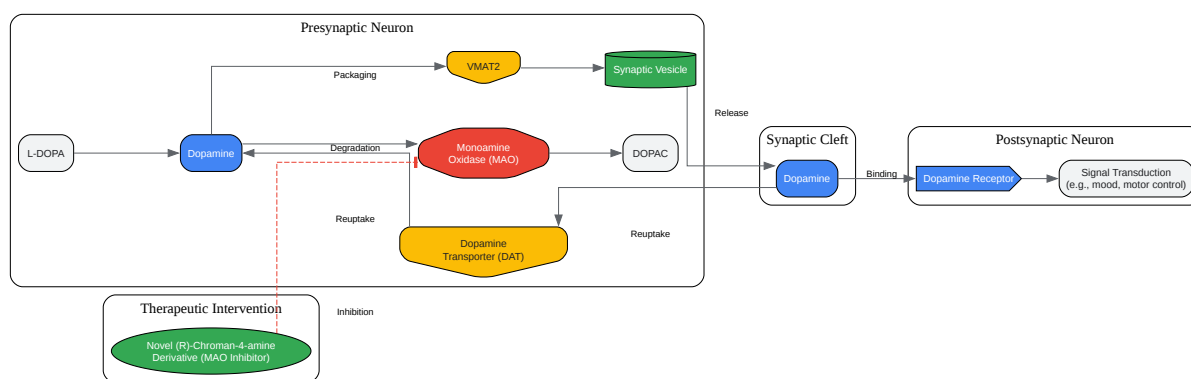 Presynaptic Neuron
VMAT2
Synaptic Vesicle
Packaging
Release
L-DOPA
Dopamine
Degradation
Monoamine
Oxidase (MAO)
DOPAC
Reuptake
Dopamine
Transporter (DAT)
Reuptake
Synaptic Cleft
Dopamine
Binding
Postsynaptic Neuron
Dopamine Receptor
Signal Transduction
(e.g., mood, motor control)
Therapeutic Intervention
Inhibition
Novel (R)-Chroman-4-amine
Derivative (MAO Inhibitor)